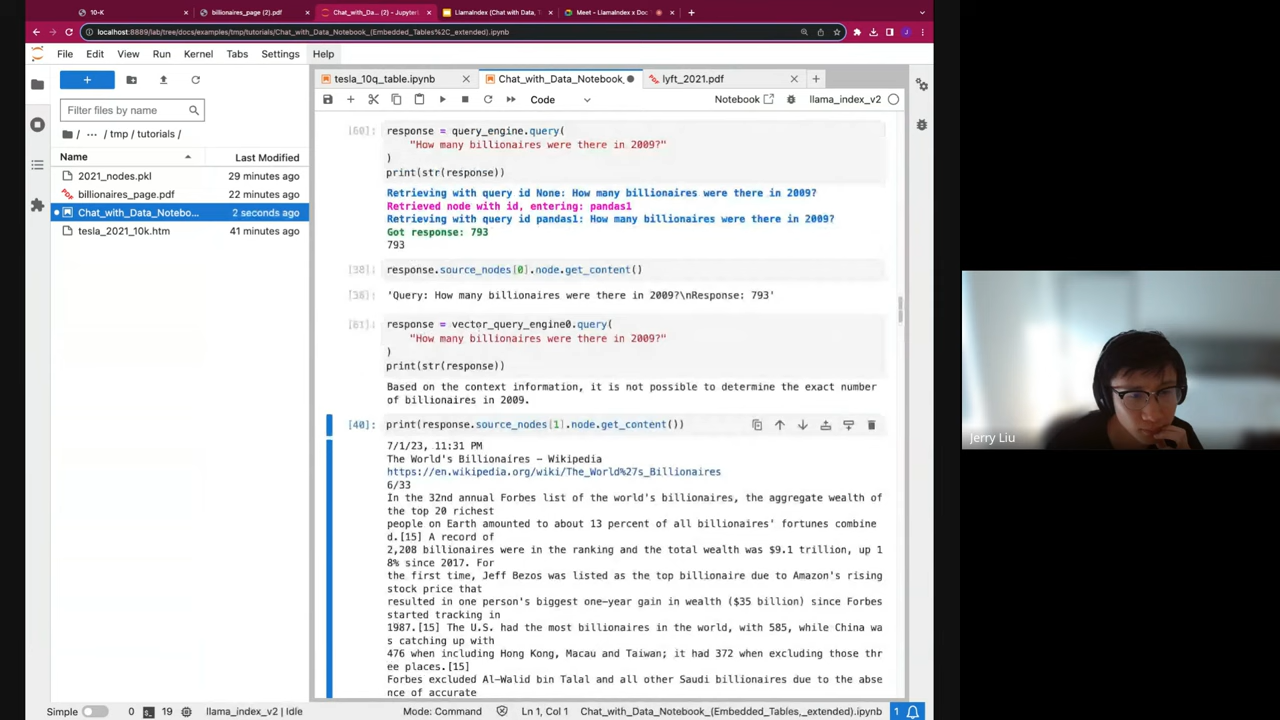 10-K
billionaires_page (2).pdf
Chat_with_Da... (2) - Jupyter
LlamaIndex (Chat with Data,
Meet - LlamaIndex x Doc
localhost:8889/lab/tree/docs/examples/tmp/tutorials/Chat_with_Data_Notebook_(Embedded_Tables%2C_extended).ipynb
File Edit View Run Kernel Tabs Settings Help
tesla_10q_table.ipynb
Chat_with_Data_Notebook_
lyft_2021.pdf
Code
Notebook
llama_index_v2
Filter files by name
/ ... / tmp / tutorials /
Name Last Modified
2021_nodes.pkl 29 minutes ago
billionaires_page.pdf 22 minutes ago
Chat_with_Data_Notebo... 2 seconds ago
tesla_2021_10k.htm 41 minutes ago
[60]: response = query_engine.query(
"How many billionaires were there in 2009?"
)
print(str(response))
Retrieving with query id None: How many billionaires were there in 2009?
Retrieved node with id, entering: pandas1
Retrieving with query id pandas1: How many billionaires were there in 2009?
Got response: 793
793
[38]: response.source_nodes[0].node.get_content()
[38]: 'Query: How many billionaires were there in 2009?\nResponse: 793'
[61]: response = vector_query_engine0.query(
"How many billionaires were there in 2009?"
)
print(str(response))
Based on the context information, it is not possible to determine the exact number
of billionaires in 2009.
[40]: print(response.source_nodes[1].node.get_content())
7/1/23, 11:31 PM
The World's Billionaires - Wikipedia
https://en.wikipedia.org/wiki/The_World%27s_Billionaires
6/33
In the 32nd annual Forbes list of the world's billionaires, the aggregate wealth of
the top 20 richest
people on Earth amounted to about 13 percent of all billionaires' fortunes combine
d.[15] A record of
2,208 billionaires were in the ranking and the total wealth was $9.1 trillion, up 1
8% since 2017. For
the first time, Jeff Bezos was listed as the top billionaire due to Amazon's rising
stock price that
resulted in one person's biggest one-year gain in wealth ($35 billion) since Forbes
started tracking in
1987.[15] The U.S. had the most billionaires in the world, with 585, while China wa
s catching up with
476 when including Hong Kong, Macau and Taiwan; it had 372 when excluding those thr
ee places.[15]
Forbes excluded Al-Walid bin Talal and all other Saudi billionaires due to the abse
nce of accurate
Jerry Liu
Simple 0 19 llama_index_v2 | Idle
Mode: Command Ln 1, Col 1 Chat_with_Data_Notebook_(Embedded_Tables,_extended).ipynb 1